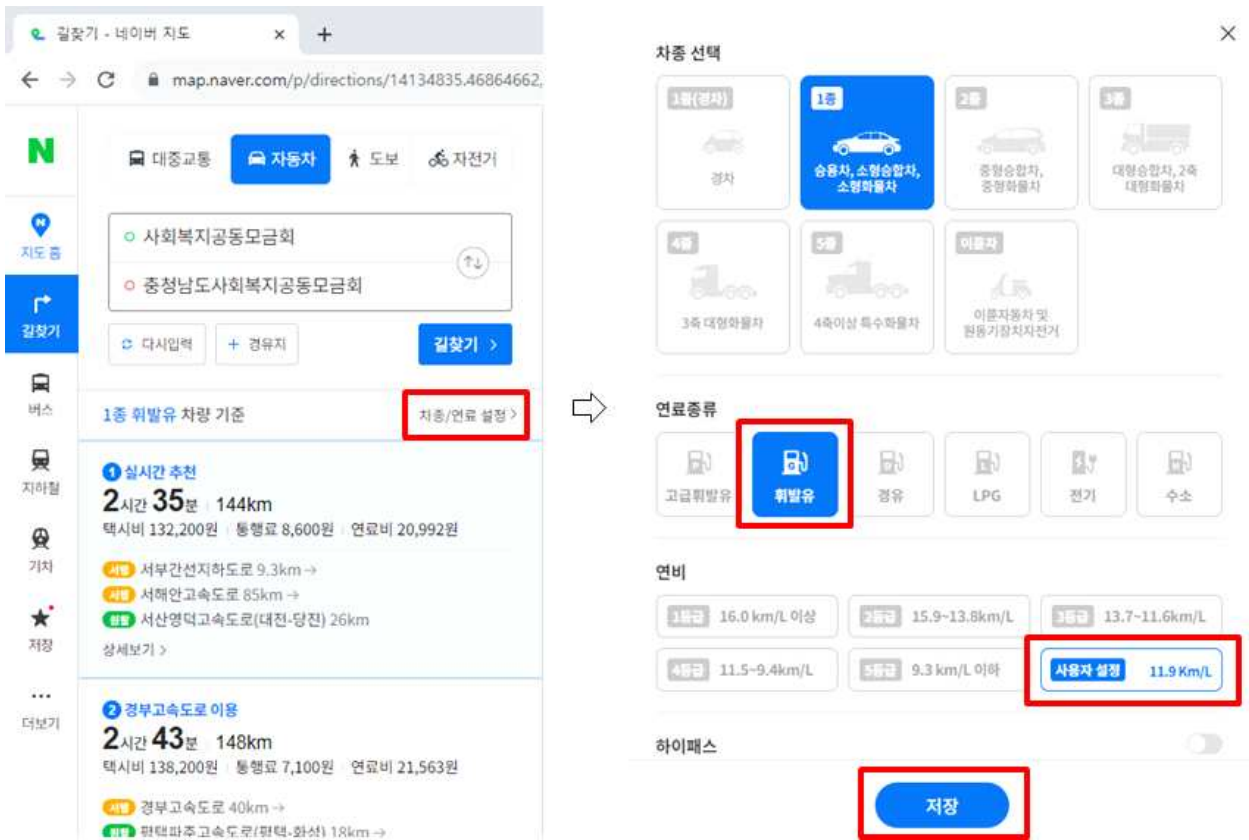 길찾기 - 네이버 지도
map.naver.com/p/directions/14134835.46864662,
N
대중교통 자동차 도보 자전거
지도 홈
길찾기
버스
지하철
기차
저장
더보기
사회복지공동모금회
충청남도사회복지공동모금회
다시입력 + 경유지 길찾기 >
1종 휘발유 차량 기준 차종/연료 설정 >
1 실시간 추천
2시간 35분 144km
택시비 132,200원 통행료 8,600원 연료비 20,992원
서행 서부간선지하도로 9.3km →
서행 서해안고속도로 85km →
원활 서산영덕고속도로(대전-당진) 26km
상세보기 >
2 경부고속도로 이용
2시간 43분 148km
택시비 138,200원 통행료 7,100원 연료비 21,563원
서행 경부고속도로 40km →
원활 평택파주고속도로(평택-화성) 18km →
차종 선택
1종(경차)
경차
1종
승용차, 소형승합차,
소형화물차
2종
중형승합차,
중형화물차
3종
대형승합차, 2축
대형화물차
4종
3축 대형화물차
5종
4축이상 특수화물차
이륜차
이륜자동차 및
원동기장치자전거
연료종류
고급휘발유 휘발유 경유 LPG 전기 수소
연비
1등급 16.0 km/L 이상 2등급 15.9~13.8km/L 3등급 13.7~11.6km/L
4등급 11.5~9.4km/L 5등급 9.3 km/L 이하 사용자 설정 11.9 Km/L
하이패스
저장